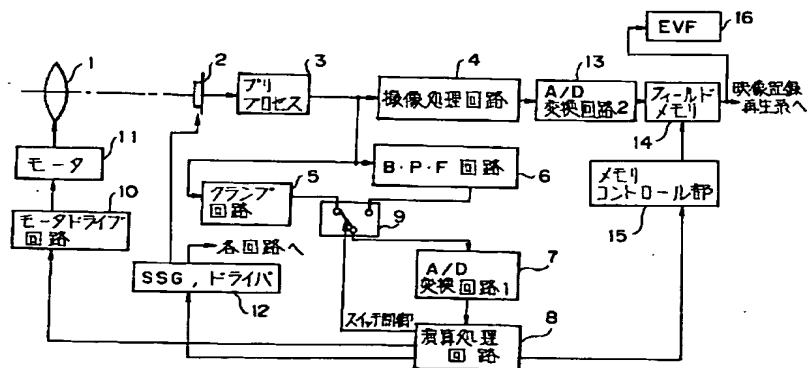 16
EVF
1
2
3
4
13
プリ
プロセス
撮像処理回路
A/D
変換回路2
フィールド
メモリ
映像記録
再生系へ
14
11
モータ
5
B・P・F 回路
6
メモリ
コントロール部
15
10
クランプ
回路
9
モータドライブ
回路
各回路へ
7
A/D
変換回路1
SSG,ドライバ
12
スイッチ制御
演算処理
回路
8